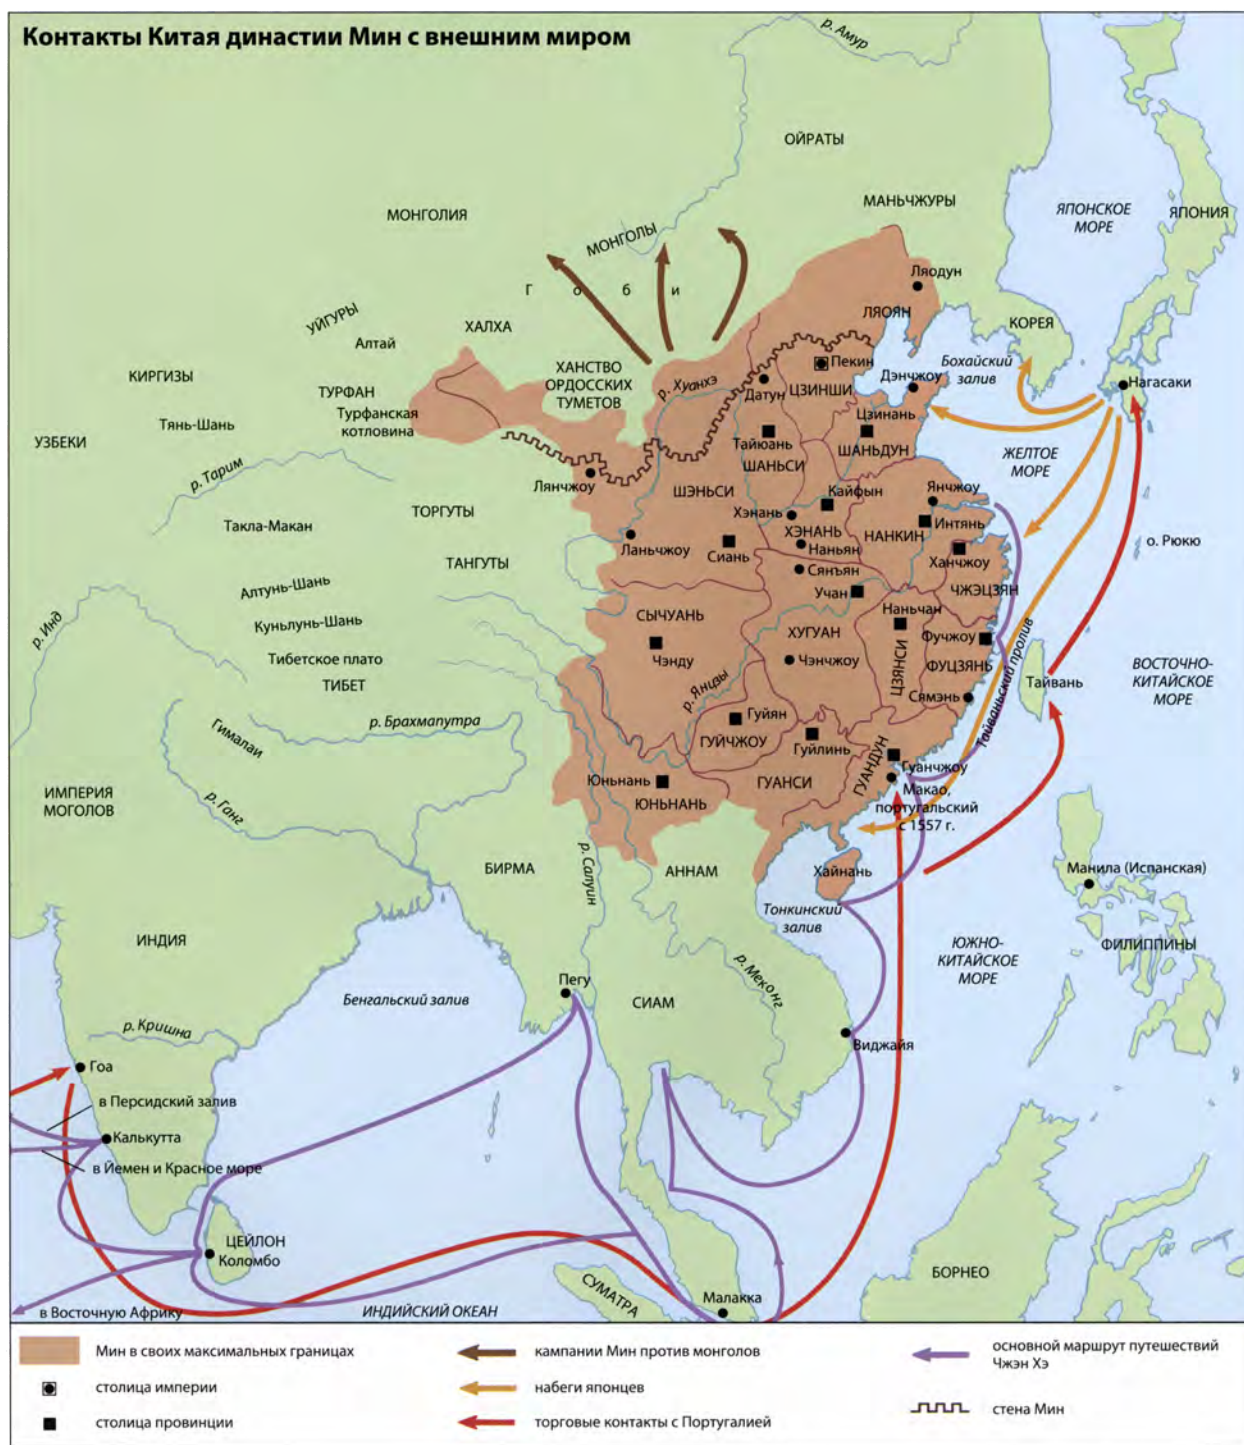 Контакты Китая династии Мин с внешним миром
р. Амур
ОЙРАТЫ
МАНЬЧЖУРЫ
МОНГОЛИЯ
МОНГОЛЫ
ЯПОНСКОЕ
МОРЕ
ЯПОНИЯ
Ляодун
Гоби
ЛЯОЯН
КОРЕЯ
УЙГУРЫ
ХАЛХА
Алтай
Пекин
Бохайский
залив
КИРГИЗЫ
ХАНСТВО
ОРДОССКИХ
ТУМЕТОВ
р. Хуанхэ
Датун
ЦЗИНШИ
Дэнчжоу
Нагасаки
ТУРФАН
Турфанская
котловина
Тянь-Шань
УЗБЕКИ
Цзинань
Тайюань
ШАНЬСИ
ШАНЬДУН
ЖЕЛТОЕ
МОРЕ
р. Тарим
Лянчжоу
ШЭНЬСИ
Кайфын
Янчжоу
ТОРГУТЫ
Хэнань
ХЭНАНЬ
НАНКИН
Интянь
Такла-Макан
Ланьчжоу
Сиань
Наньян
Ханчжоу
о. Рюкю
ТАНГУТЫ
Сянъян
ЧЖЭЦЗЯН
Алтунь-Шань
Учан
Наньчан
СЫЧУАНЬ
Куньлунь-Шань
ХУГУАН
Фучжоу
р. Инд
Тибетское плато
Чэнду
Чэнчжоу
ЦЗЯНСИ
ФУЦЗЯНЬ
ТИБЕТ
р. Янцзы
Сямэнь
Тайваньский пролив
Тайвань
ВОСТОЧНО-
КИТАЙСКОЕ
МОРЕ
р. Брахмапутра
Гуйян
ГУЙЧЖОУ
Гуйлинь
Гималаи
Гуанчжоу
ГУАНДУН
Юньнань
ЮНЬНАНЬ
ГУАНСИ
Макао,
португальский
с 1557 г.
ИМПЕРИЯ
МОГОЛОВ
р. Ганг
БИРМА
р. Салуин
АННАМ
Хайнань
Манила (Испанская)
Тонкинский
залив
ИНДИЯ
ЮЖНО-
КИТАЙСКОЕ
МОРЕ
ФИЛИППИНЫ
Бенгальский залив
Пегу
СИАМ
р. Меконг
р. Кришна
Виджайя
Гоа
в Персидский залив
Калькутта
в Йемен и Красное море
ЦЕЙЛОН
Коломбо
БОРНЕО
СУМАТРА
Малакка
в Восточную Африку
ИНДИЙСКИЙ ОКЕАН
Мин в своих максимальных границах
столица империи
столица провинции
кампании Мин против монголов
набеги японцев
торговые контакты с Португалией
основной маршрут путешествий
Чжэн Хэ
стена Мин